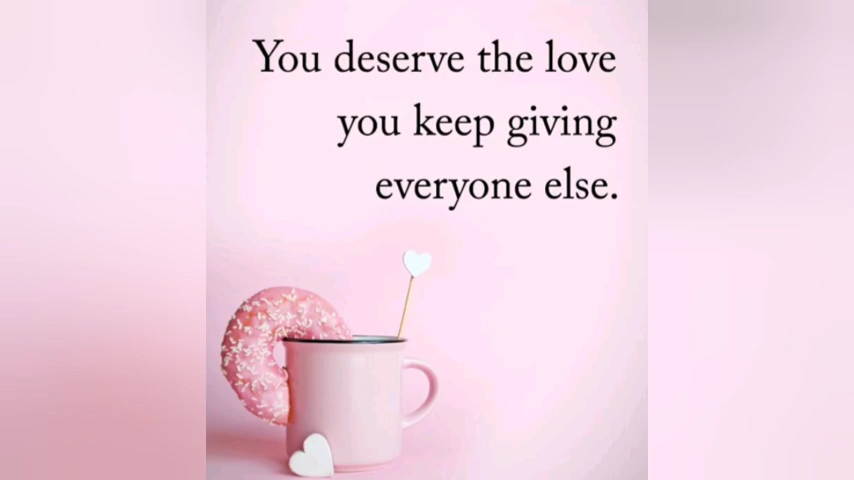 You deserve the love
you keep giving
everyone else.